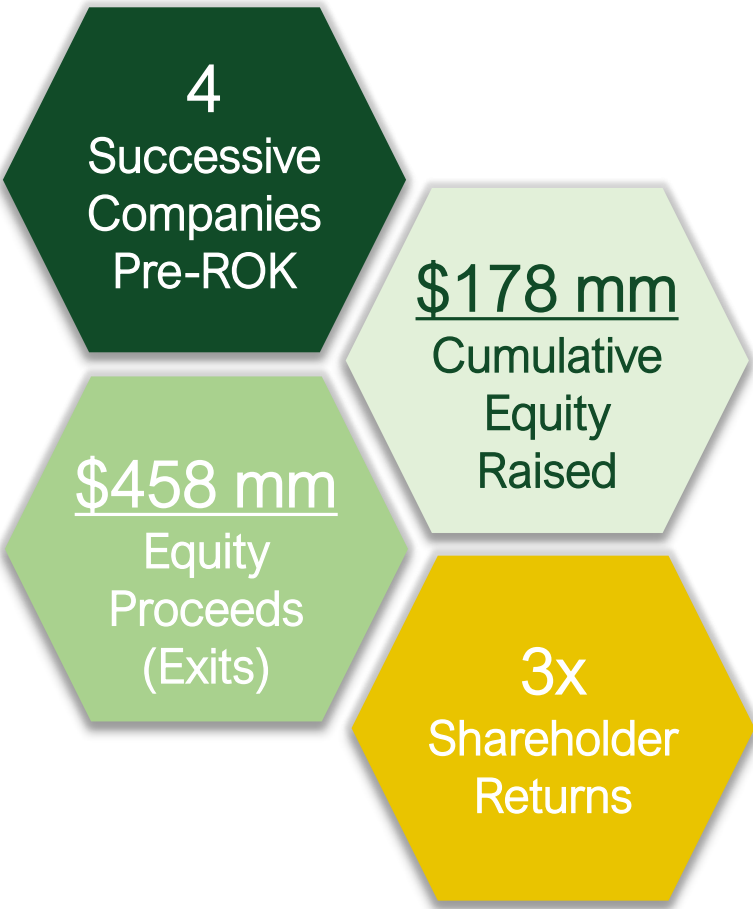 4
Successive
Companies
Pre-ROK
$178 mm
Cumulative
Equity
Raised
$458 mm
Equity
Proceeds
(Exits)
3x
Shareholder
Returns